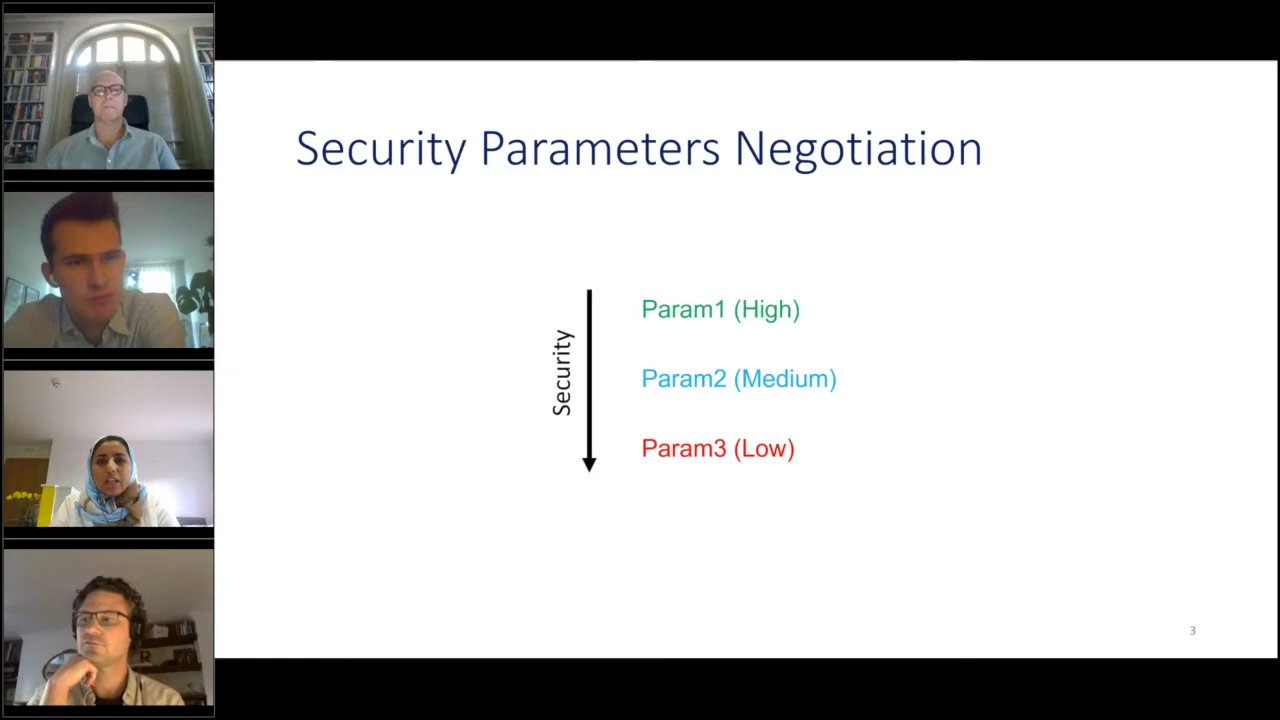 Security Parameters Negotiation
Security
Param1 (High)
Param2 (Medium)
Param3 (Low)
3